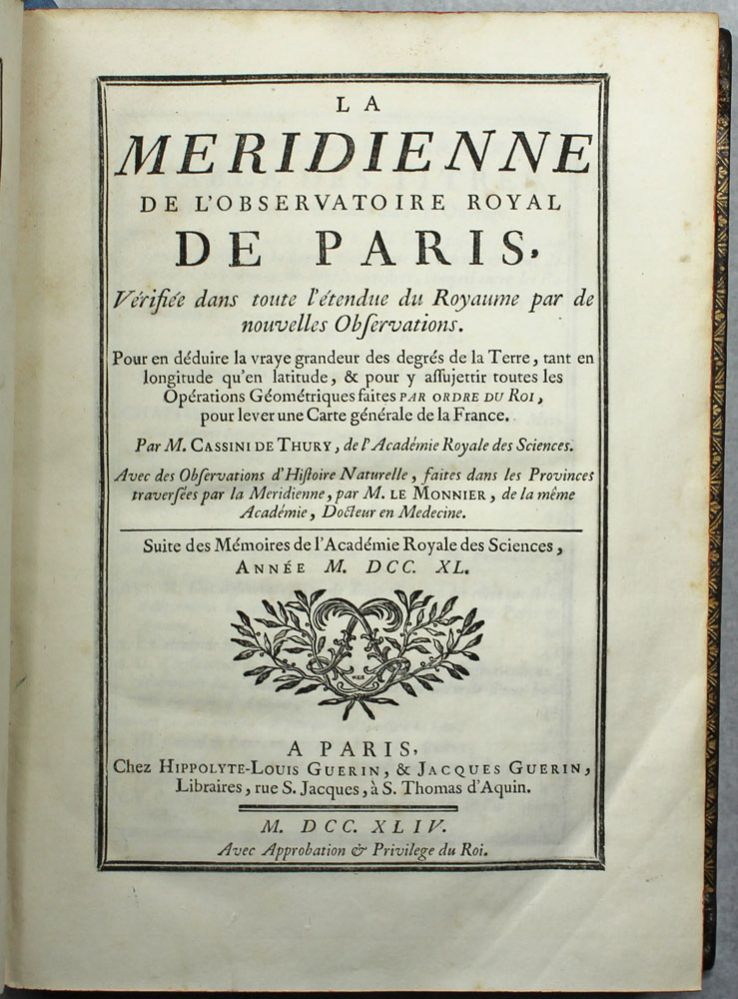 LA
MERIDIENNE
DE L'OBSERVATOIRE ROYAL
DE PARIS,
Vérifiée dans toute l'étendue du Royaume par de
nouvelles Obſervations.
Pour en déduire la vraye grandeur des degrés de la Terre, tant en
longitude qu'en latitude, & pour y aſſujettir toutes les
Opérations Géométriques faites PAR ORDRE DU ROI,
pour lever une Carte générale de la France.
Par M. CASSINI DE THURY, de l'Académie Royale des Sciences.
Avec des Obſervations d'Hiſtoire Naturelle, faites dans les Provinces
traverſées par la Meridienne, par M. LE MONNIER, de la même
Académie, Docteur en Medecine.
Suite des Mémoires de l'Académie Royale des Sciences,
ANNÉE M. DCC. XL.
A PARIS,
Chez HIPPOLYTE-LOUIS GUERIN, & JACQUES GUERIN,
Libraires, rue S. Jacques, à S. Thomas d'Aquin.
M. DCC. XLIV.
Avec Approbation & Privilege du Roi.